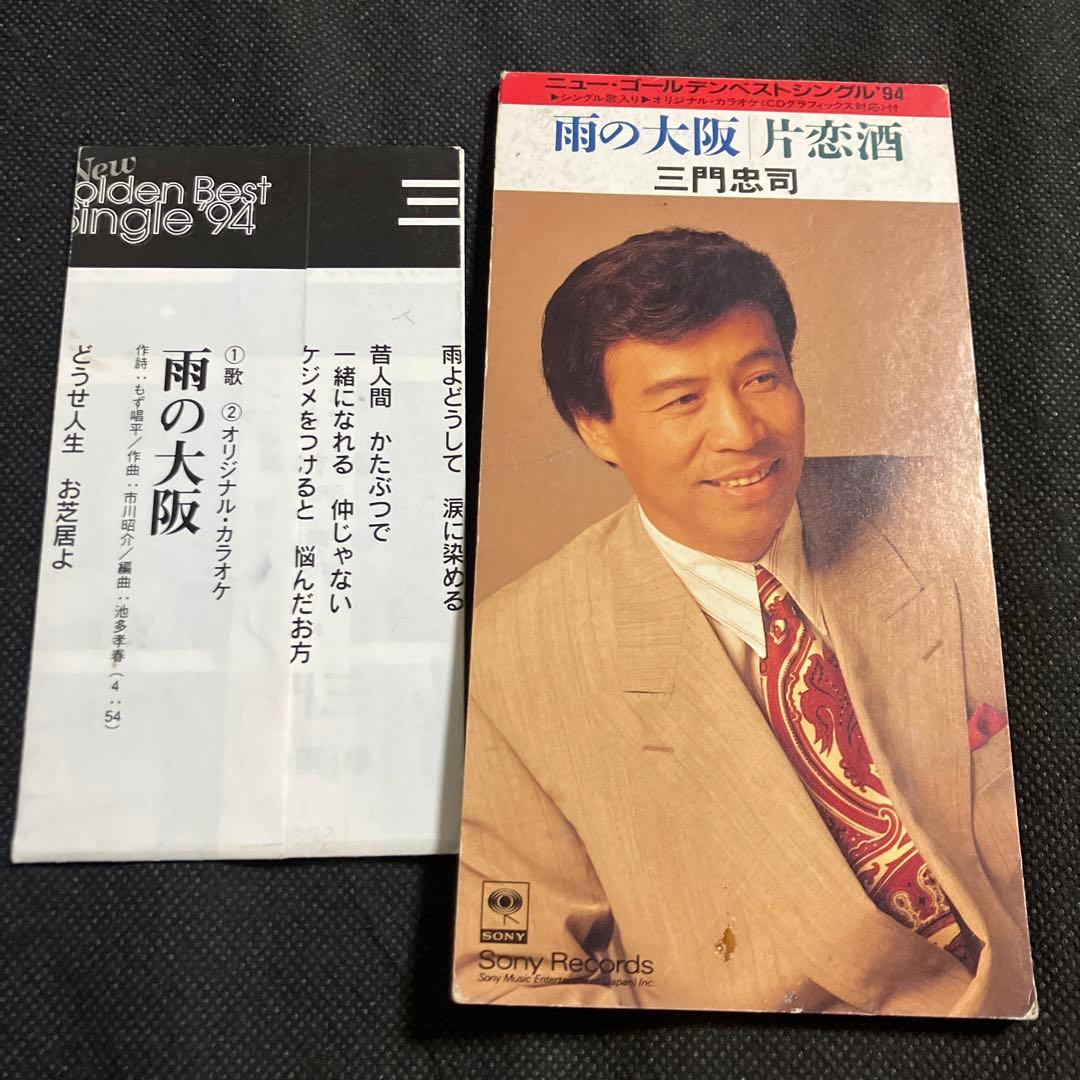 ニュー・ゴールデンベストシングル'94
▶シングル歌入り▶オリジナル・カラオケ〈CDグラフィックス対応〉付
雨の大阪 | 片恋酒
三門忠司
SONY
Sony Records
Sony Music Entertainment (Japan) Inc.
New
olden Best
Single '94
三
雨よどうして 涙に染める
昔人間 かたぶつで
一緒になれる 仲じゃない
ケジメをつけると 悩んだお方
①歌 ②オリジナル・カラオケ
雨の大阪
作詩：もず唱平／作曲：市川昭介／編曲：池多孝春(4:54)
どうせ人生 お芝居よ